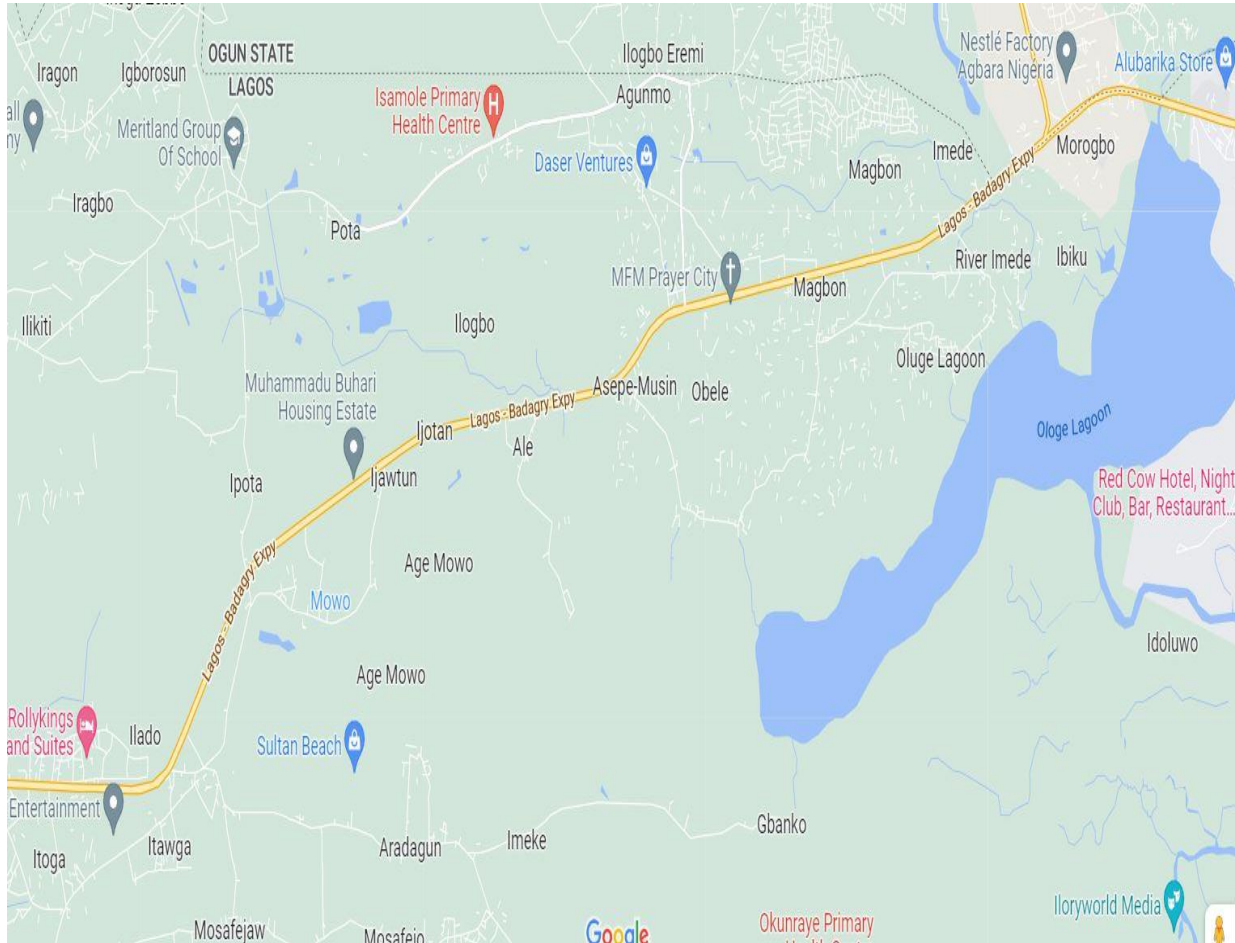 OGUN STATE
LAGOS
Iragon
Igborosun
Ilogbo Eremi
Agunmo
Nestlé Factory
Agbara Nigeria
Alubarika Store
Isamole Primary
Health Centre
Meritland Group
Of School
Daser Ventures
Magbon
Imede
Morogbo
Iragbo
Pota
Lagos - Badagry Expy
River Imede
Ibiku
MFM Prayer City
Magbon
Ilikiti
Ilogbo
Oluge Lagoon
Muhammadu Buhari
Housing Estate
Asepe-Musin
Obele
Lagos - Badagry Expy
Ijotan
Ale
Ologe Lagoon
Ipota
Ijawtun
Red Cow Hotel, Night
Club, Bar, Restaurant...
Age Mowo
Lagos - Badagry Expy
Mowo
Idoluwo
Age Mowo
Rollykings
and Suites
Ilado
Sultan Beach
Entertainment
Itoga
Itawga
Aradagun
Imeke
Gbanko
Iloryworld Media
Mosafejaw
Mosafejo
Google
Okunraye Primary